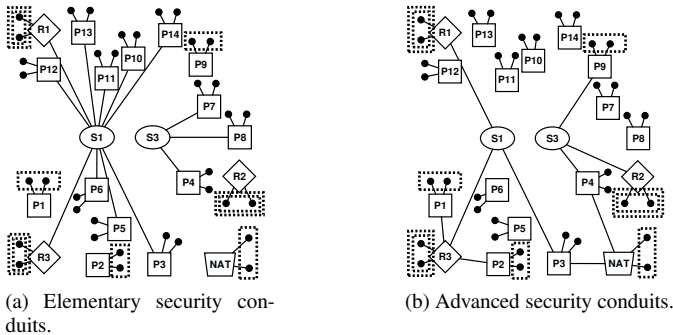 R1 P13 P14
P12 P11 P10 P9
P7
S1 S3 P8
P4 R2
P1 P6
P5
R3 P2 P3 NAT
(a) Elementary security con-
duits.
R1 P13 P14
P12 P11 P10 P9
P7
S1 S3 P8
P4 R2
P1 P6
P5
R3 P2 P3 NAT
(b) Advanced security conduits.